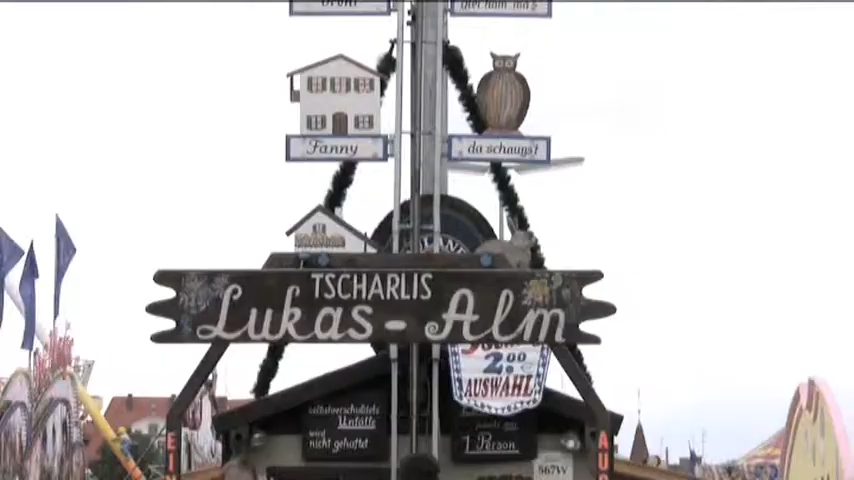 Fanny
da schaugst
TSCHARLIS
Lukas-Alm
2.00
AUSWAHL
selbstverschuldete
Unfälle
wird nicht gehaftet
1 Person
567W